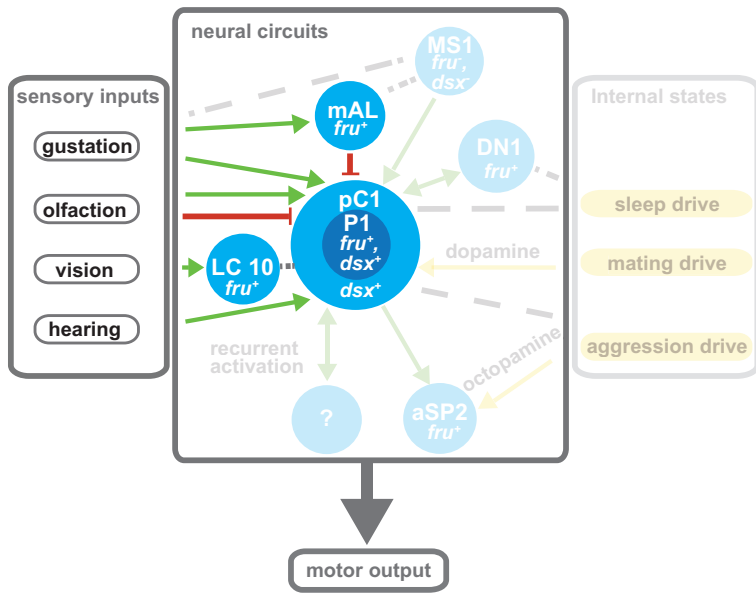 neural circuits
sensory inputs
gustation
olfaction
vision
hearing
MS1
fru-,
dsx-
mAL
fru+
DN1
fru+
pC1
P1
fru+,
dsx+
dsx+
LC 10
fru+
dopamine
recurrent
activation
octopamine
?
aSP2
fru+
Internal states
sleep drive
mating drive
aggression drive
motor output